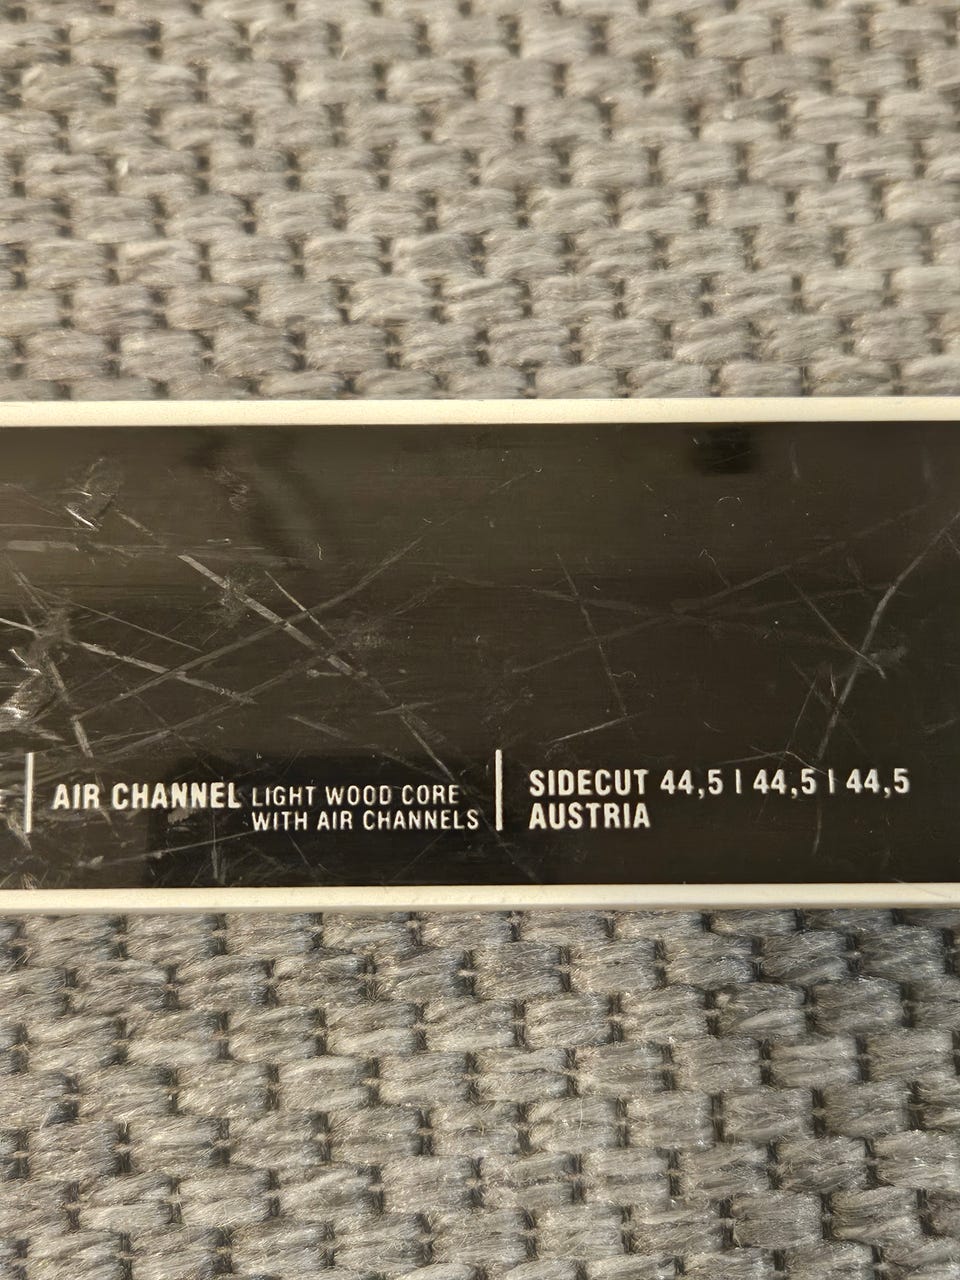 AIR CHANNEL LIGHT WOOD CORE
WITH AIR CHANNELS
SIDECUT 44,5 | 44,5 | 44,5
AUSTRIA